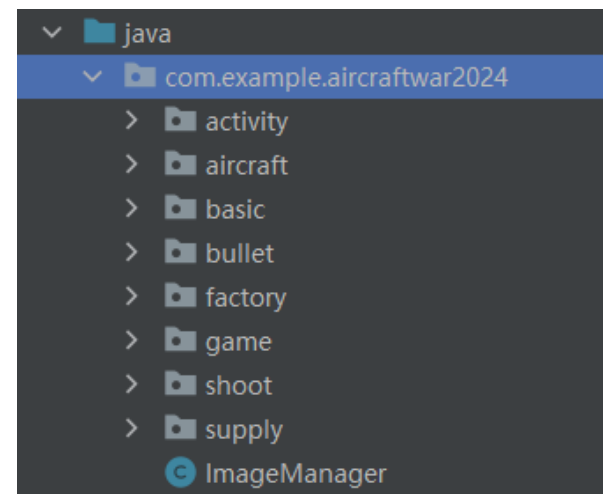 java
com.example.aircraftwar2024
activity
aircraft
basic
bullet
factory
game
shoot
supply
C ImageManager